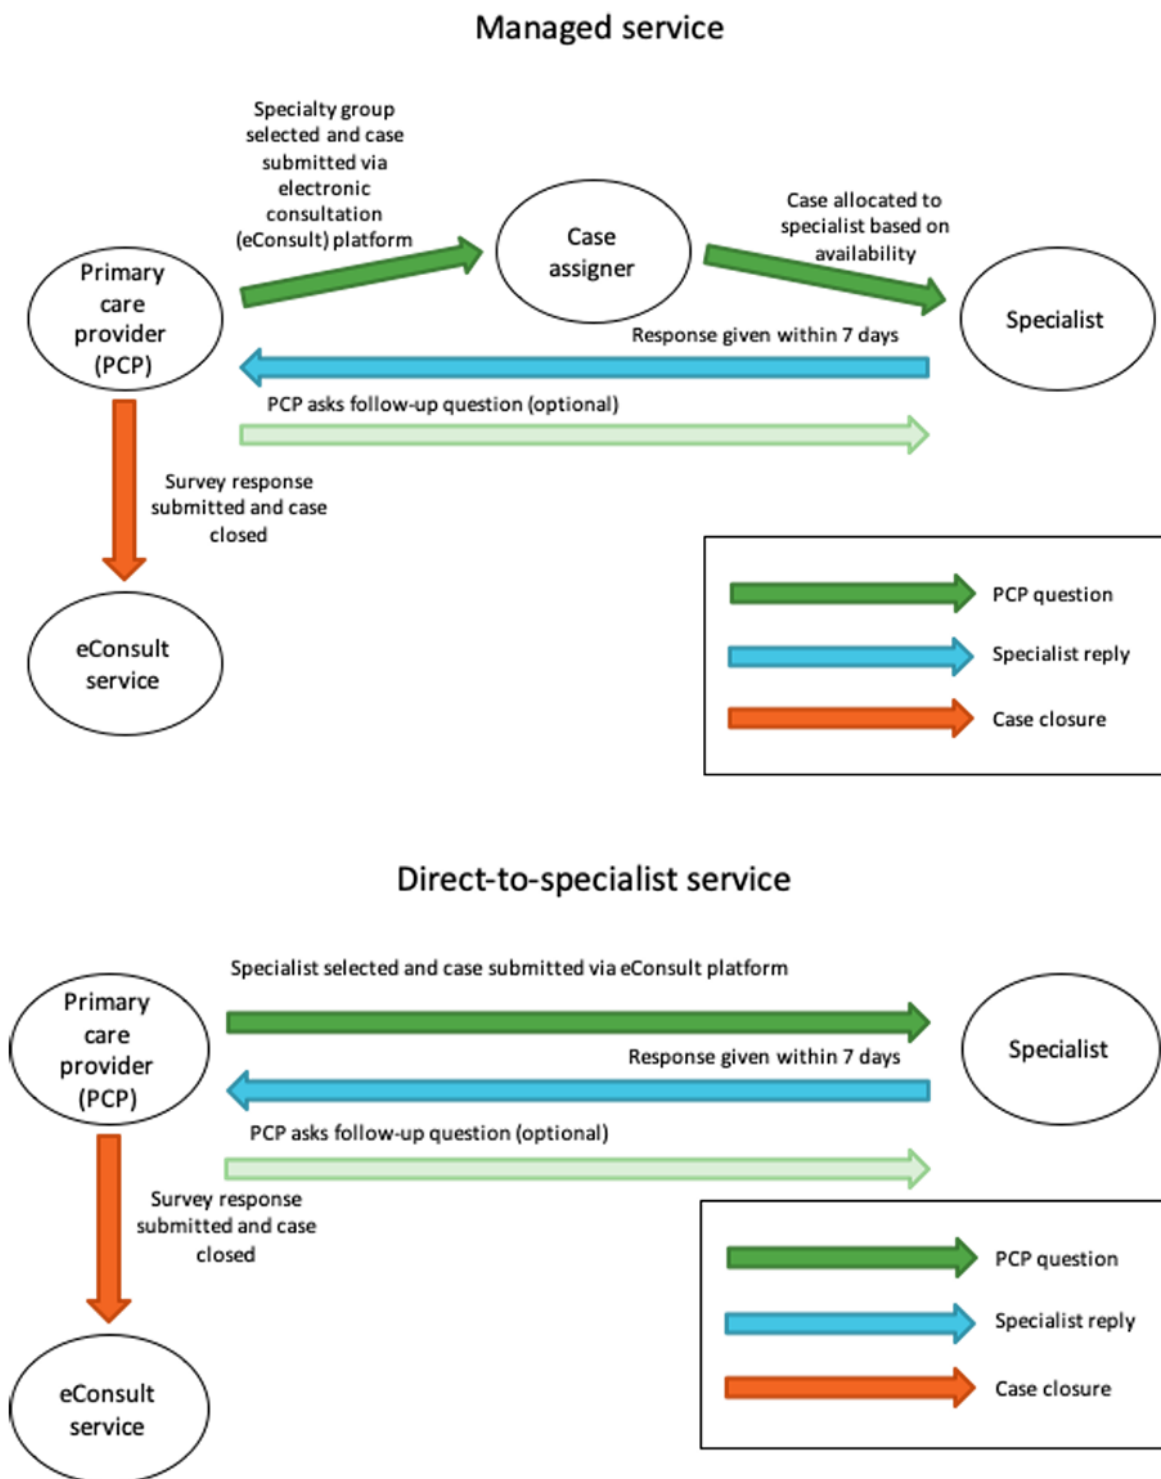 Managed service
Specialty group
selected and case
submitted via
electronic
consultation
(eConsult) platform
Case
assigner
Case allocated to
specialist based on
availability
Primary
care
provider
(PCP)
Specialist
Response given within 7 days
PCP asks follow-up question (optional)
Survey response
submitted and case
closed
eConsult
service
PCP question
Specialist reply
Case closure
Direct-to-specialist service
Specialist selected and case submitted via eConsult platform
Primary
care
provider
(PCP)
Specialist
Response given within 7 days
PCP asks follow-up question (optional)
Survey response
submitted and case
closed
eConsult
service
PCP question
Specialist reply
Case closure